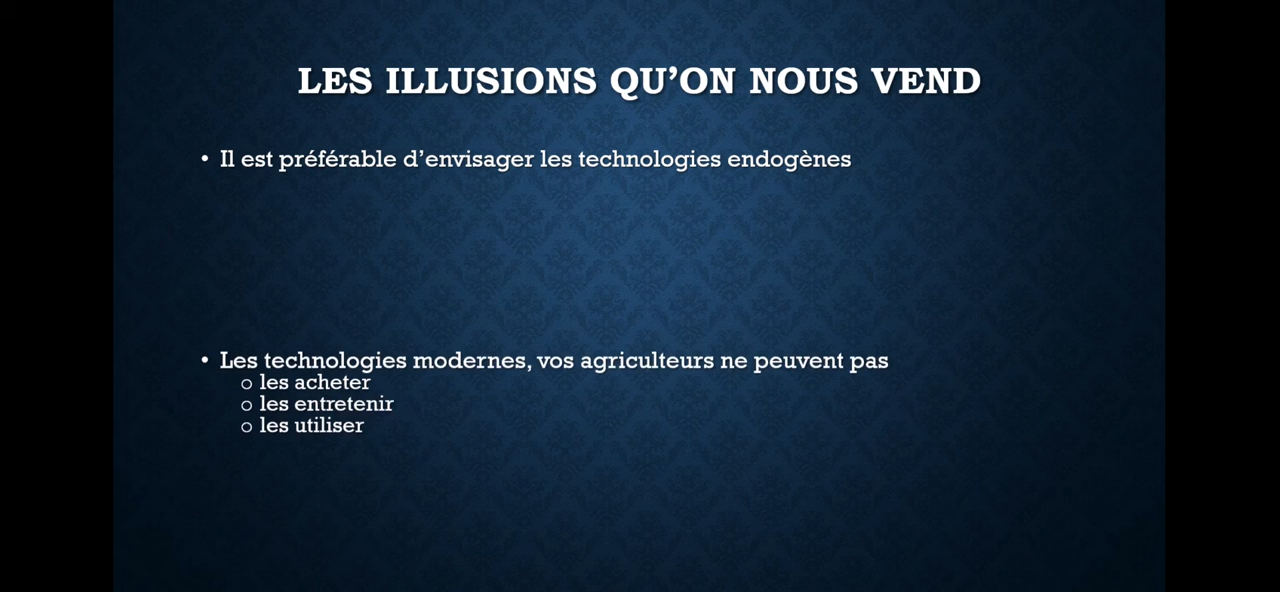 LES ILLUSIONS QU’ON NOUS VEND
• Il est préférable d’envisager les technologies endogènes
• Les technologies modernes, vos agriculteurs ne peuvent pas
o les acheter
o les entretenir
o les utiliser